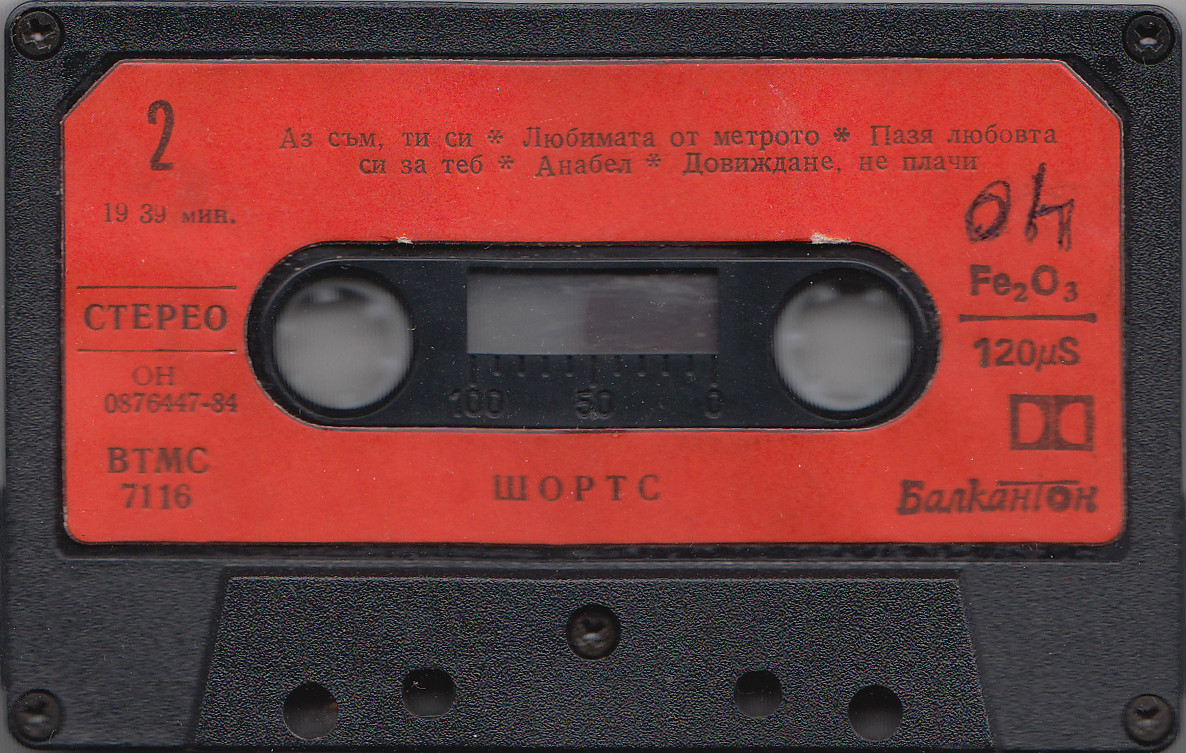 2
Аз съм, ти си * Любимата от метрото * Пазя любовта
си за теб * Анабел * Довиждане, не плачи
19 39 мин.
СТЕРЕО
ОН
0876447-84
ВТМС
7116
Fe₂O₃
120µS
100 50 0
ШОРТС
Балкантон